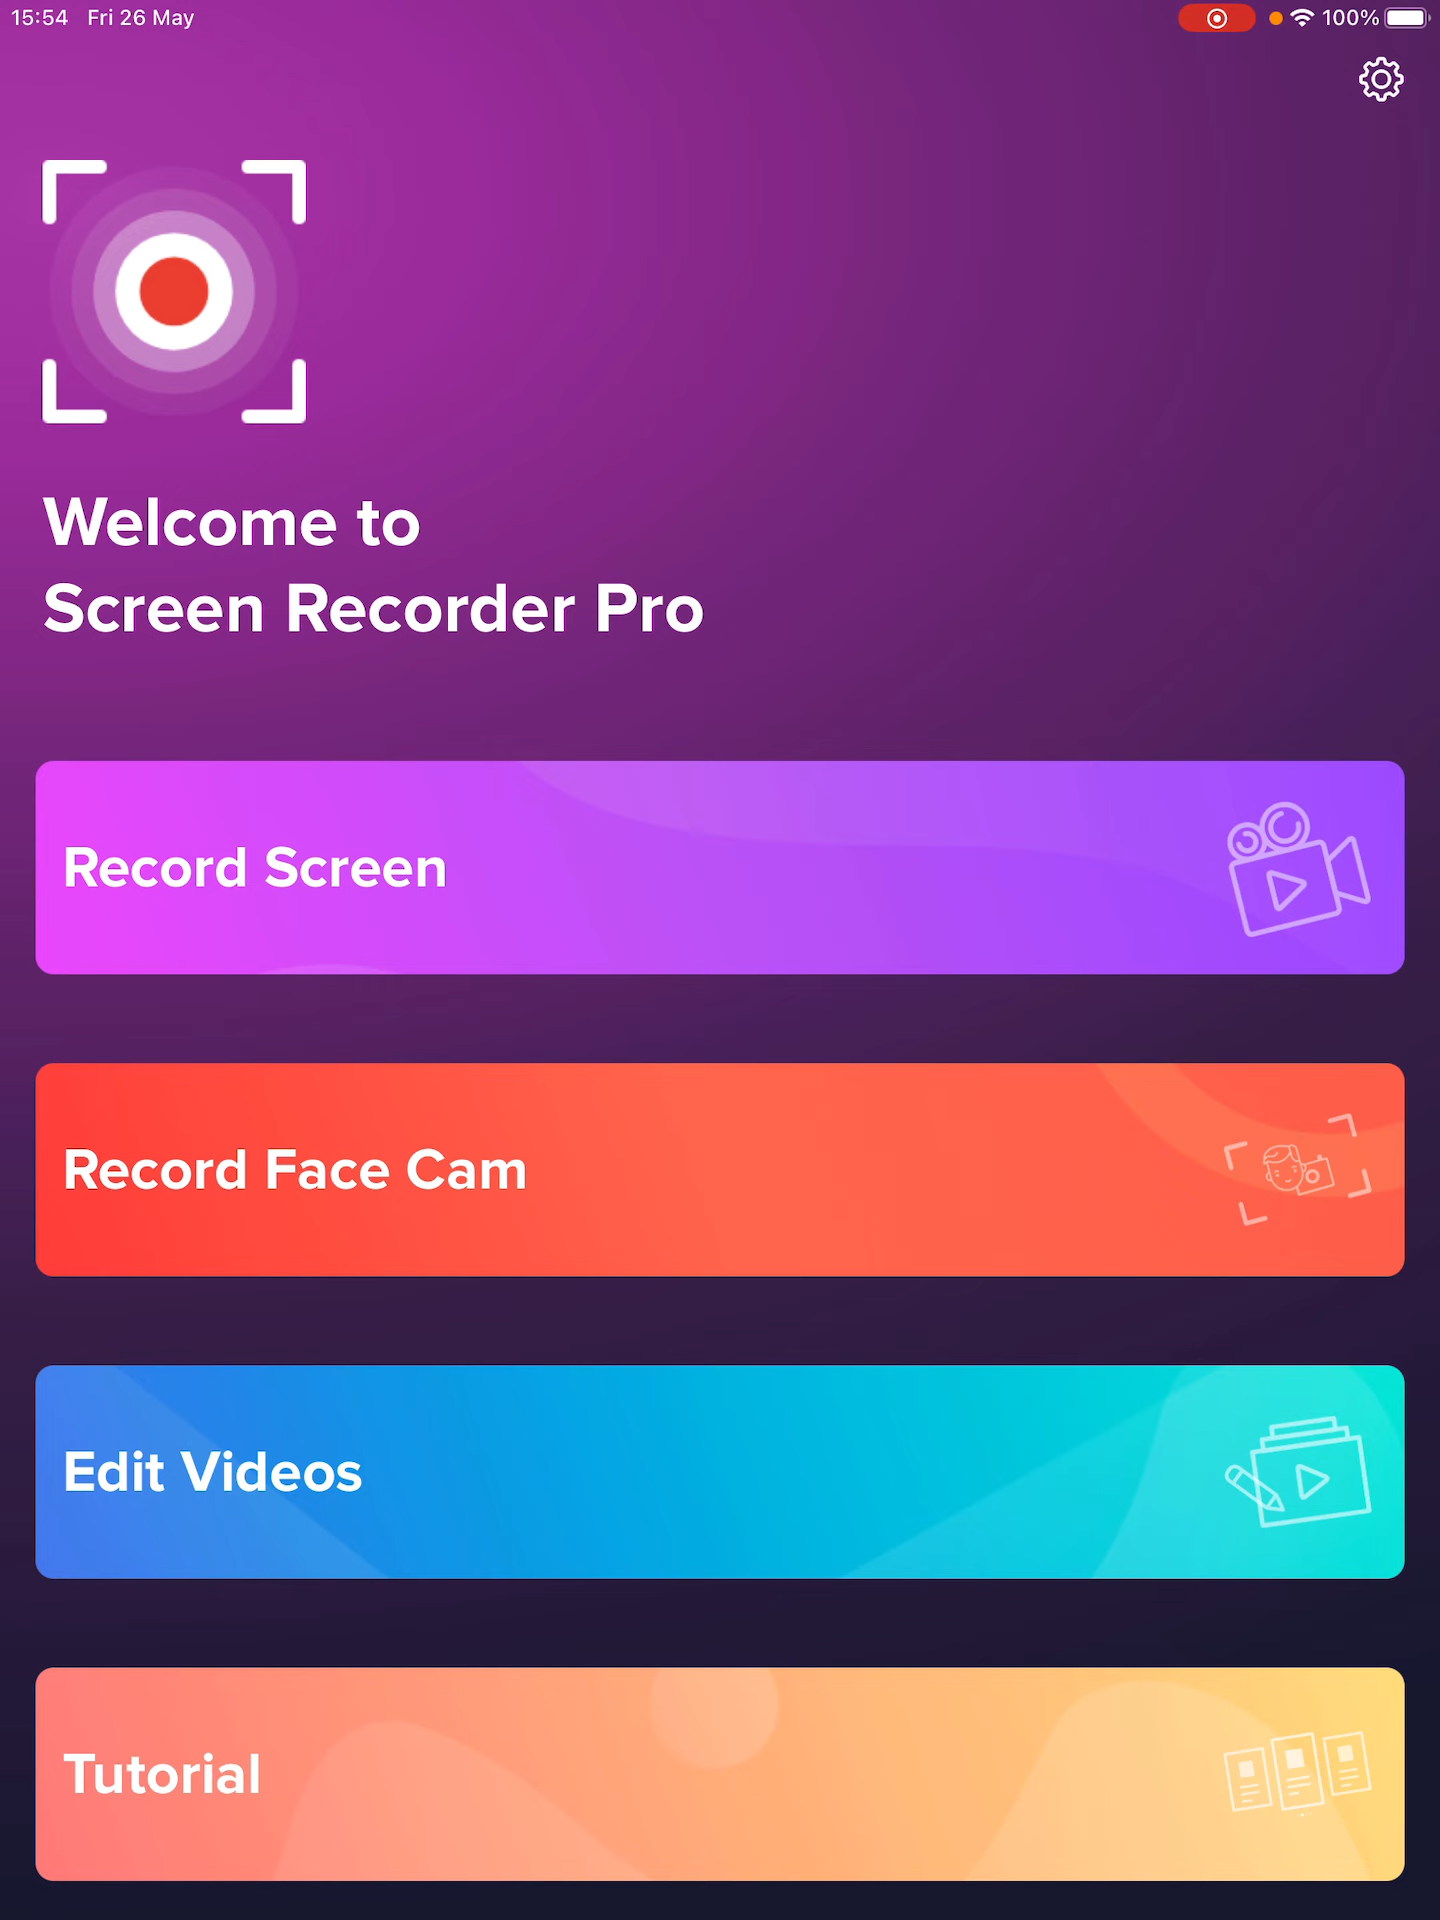 15:54 Fri 26 May 100%
Welcome to
Screen Recorder Pro
Record Screen
Record Face Cam
Edit Videos
Tutorial